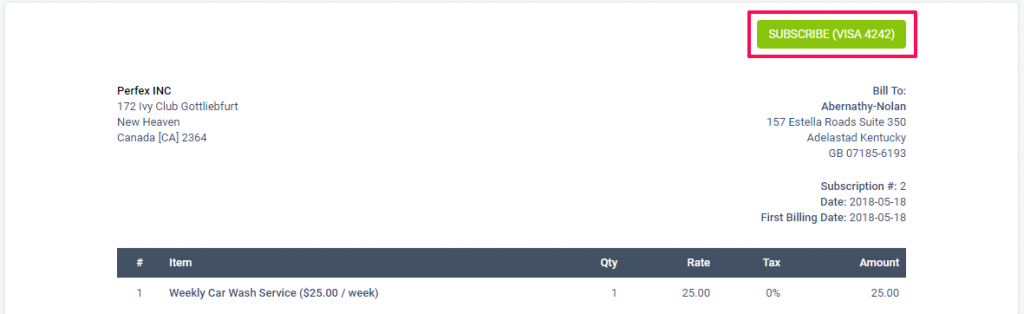 SUBSCRIBE (VISA 4242)
Perfex INC
172 Ivy Club Gottliebfurt
New Heaven
Canada [CA] 2364
Bill To:
Abernathy-Nolan
157 Estella Roads Suite 350
Adelastad Kentucky
GB 07185-6193
Subscription #: 2
Date: 2018-05-18
First Billing Date: 2018-05-18
# Item Qty Rate Tax Amount
1 Weekly Car Wash Service ($25.00 / week) 1 25.00 0% 25.00